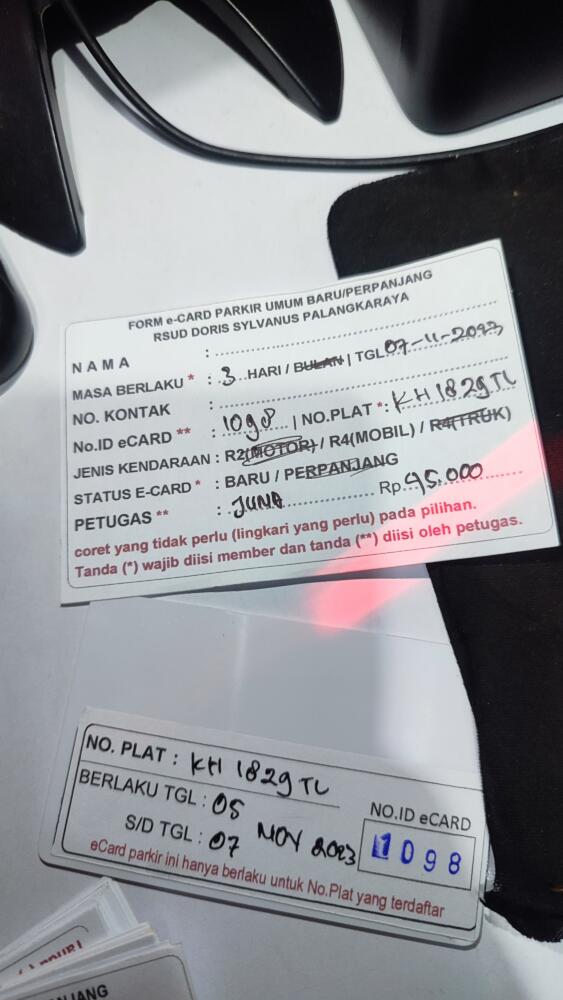 FORM e-CARD PARKIR UMUM BARU/PERPANJANG
RSUD DORIS SYLVANUS PALANGKARAYA
NAMA :
MASA BERLAKU * : 3 HARI / BULAN | TGL 07-11-2023
NO. KONTAK :
No.ID eCARD ** : 1098 | NO.PLAT * : KH 1829 TL
JENIS KENDARAAN : R2(MOTOR) / R4(MOBIL) / R4(TRUK)
STATUS E-CARD * : BARU / PERPANJANG
PETUGAS ** : JUNA Rp. 95.000
coret yang tidak perlu (lingkari yang perlu) pada pilihan.
Tanda (*) wajib diisi member dan tanda (**) diisi oleh petugas.
NO. PLAT : KH 1829 TL
BERLAKU TGL : 05
S/D TGL : 07 NOV 2023
NO.ID eCARD
1098
eCard parkir ini hanya berlaku untuk No.Plat yang terdaftar